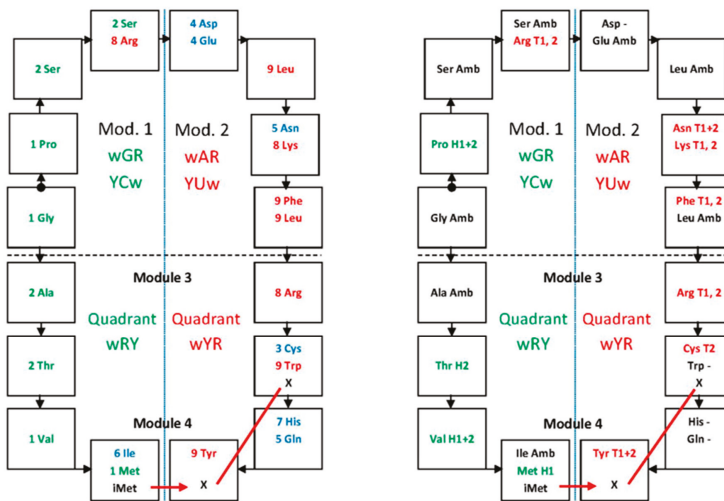 2 Ser
8 Arg
4 Asp
4 Glu
2 Ser
9 Leu
1 Pro
Mod. 1
wGR
YCw
Mod. 2
wAR
YUw
5 Asn
8 Lys
1 Gly
9 Phe
9 Leu
Module 3
2 Ala
8 Arg
Quadrant
wRY
Quadrant
wYR
2 Thr
3 Cys
9 Trp
X
Module 4
1 Val
7 His
5 Gln
6 Ile
1 Met
iMet
9 Tyr
X
Ser Amb
Arg T1, 2
Asp -
Glu Amb
Ser Amb
Leu Amb
Pro H1+2
Mod. 1
wGR
YCw
Mod. 2
wAR
YUw
Asn T1+2
Lys T1, 2
Gly Amb
Phe T1, 2
Leu Amb
Module 3
Ala Amb
Arg T1, 2
Quadrant
wRY
Quadrant
wYR
Thr H2
Cys T2
Trp -
X
Module 4
Val H1+2
His -
Gln -
Ile Amb
Met H1
iMet
Tyr T1+2
X